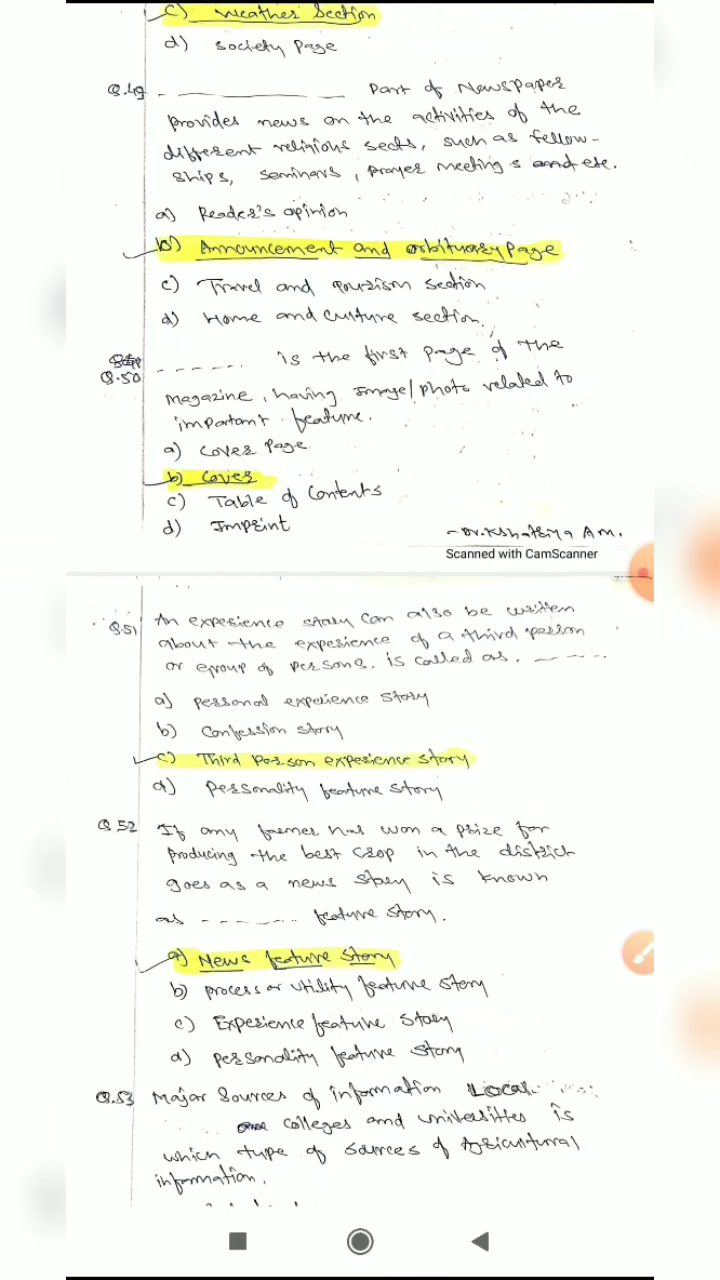 c) Weather Section
d) Society Page
Q.49 - ---------- Part of Newspaper
provides news on the activities of the
different religious sects, such as fellow-
ships, seminars, prayer meetings and etc.
a) Reader's opinion
b) Announcement and orbituary Page
c) Travel and Tourism section
d) Home and culture section.
Q.50 ------ is the first page of the
magazine, having Image/photo related to
important feature.
a) Cover Page
b) Cover
c) Table of Contents
d) Imprint
- Dr. Kshatriya A.M.
Scanned with CamScanner
Q.51 An experience story can also be written
about the experience of a third person
or group of persons. is called as. ----
a) personal experience story
b) Confession story
c) Third Person experience story
d) Personality feature story
Q 52 If any farmer has won a prize for
producing the best crop in the district
goes as a news story is known
as ------- feature story.
a) News feature Story
b) process or utility feature story
c) Experience feature story
d) personality feature story
Q.53 Major Sources of information Local
colleges and universities is
which type of sources of Agricultural
information.